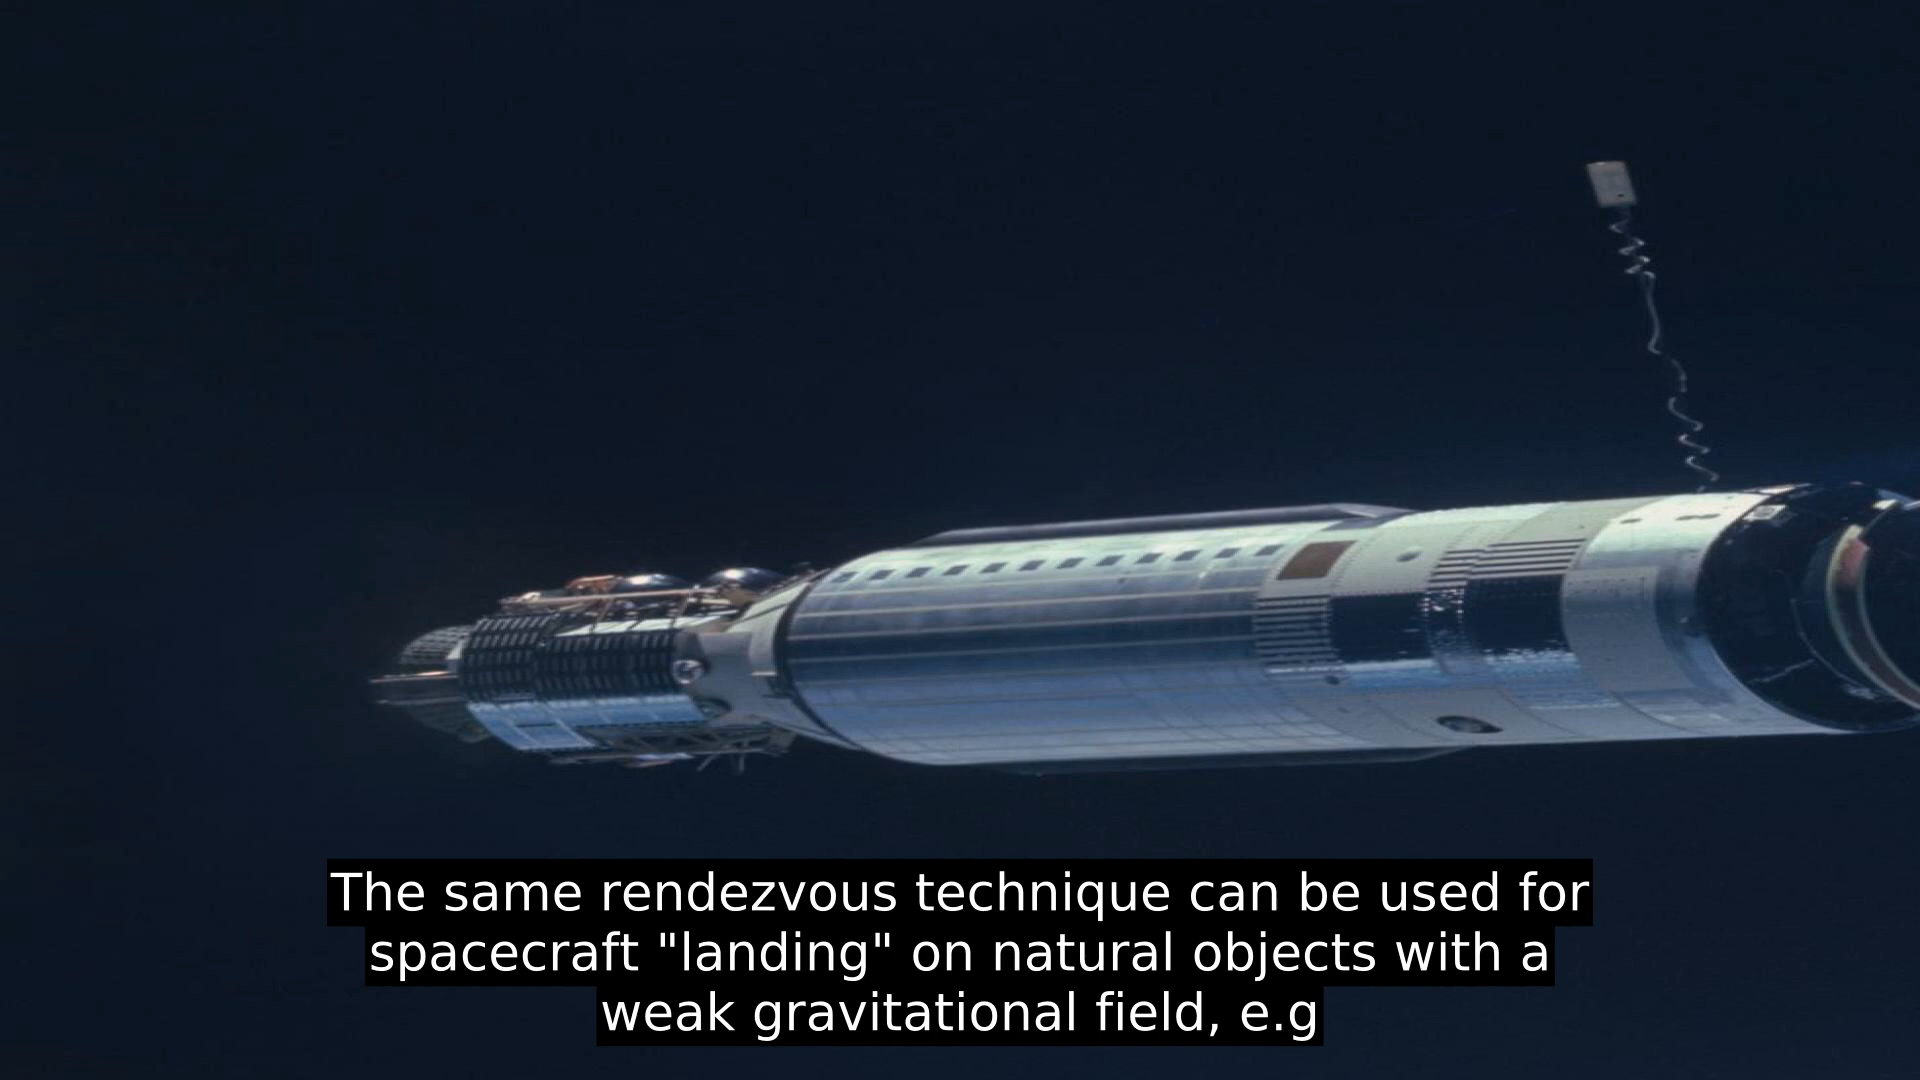 The same rendezvous technique can be used for
spacecraft "landing" on natural objects with a
weak gravitational field, e.g